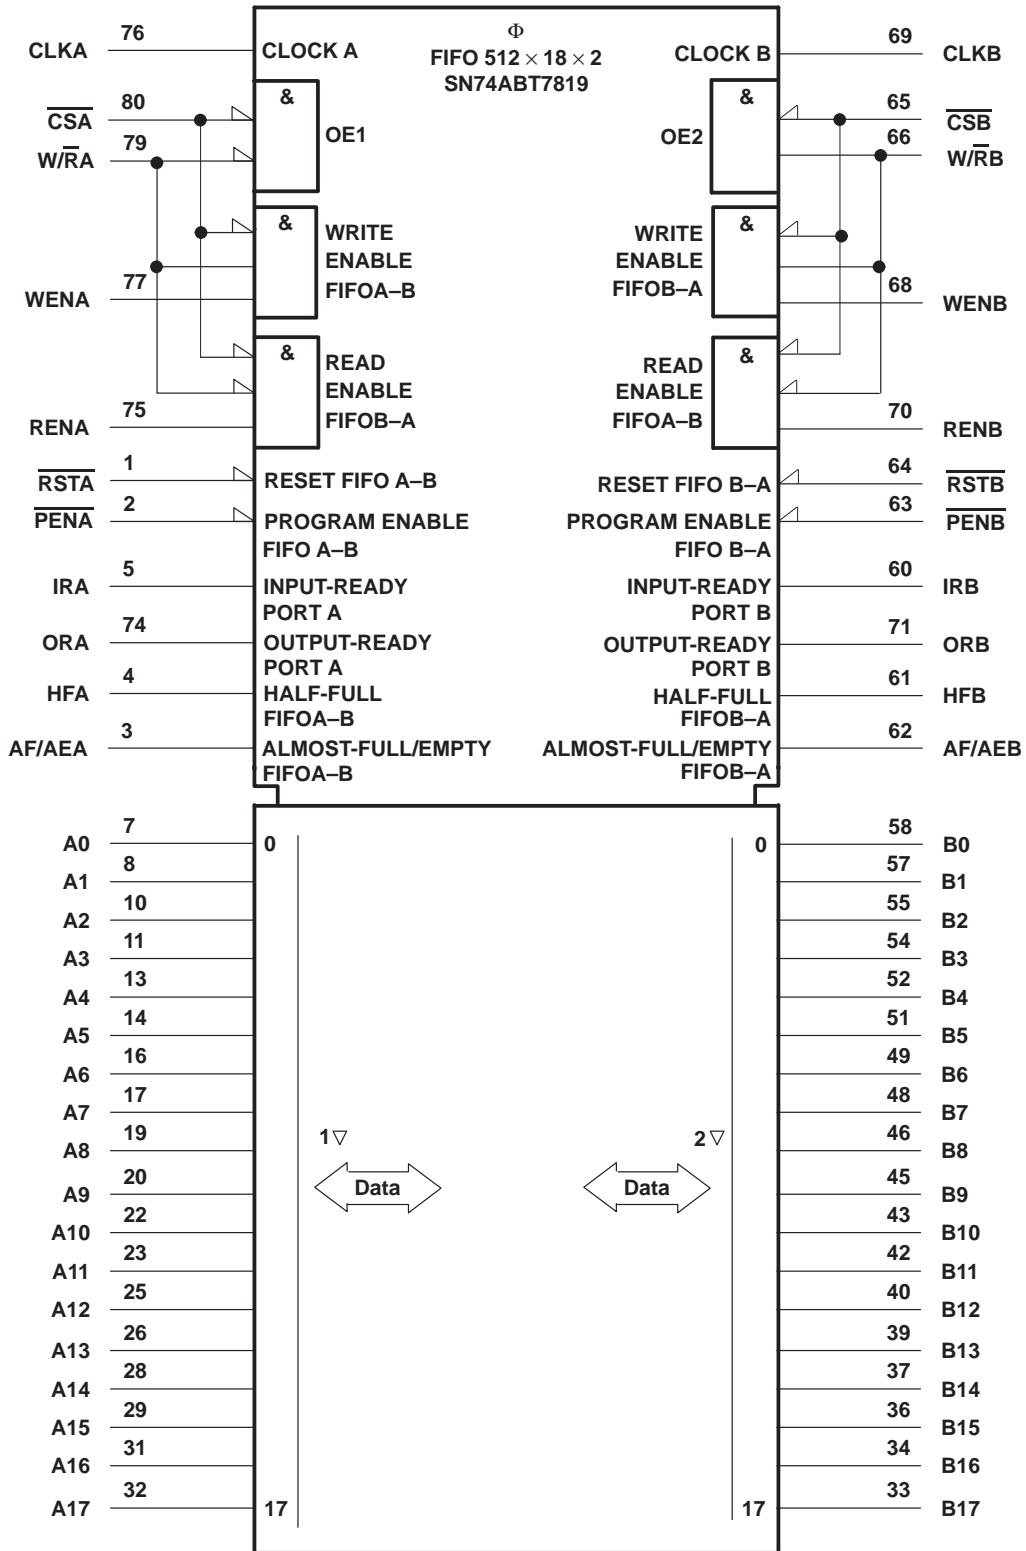 Φ
FIFO 512 × 18 × 2
SN74ABT7819
CLKA 76 CLOCK A CLOCK B 69 CLKB
CSA 80 & OE1 OE2 & 65 CSB
W/RA 79 66 W/RB
& WRITE WRITE &
ENABLE ENABLE
WENA 77 FIFOA–B FIFOB–A 68 WENB
& READ READ &
ENABLE ENABLE
RENA 75 FIFOB–A FIFOA–B 70 RENB
RSTA 1 RESET FIFO A–B RESET FIFO B–A 64 RSTB
PENA 2 PROGRAM ENABLE PROGRAM ENABLE 63 PENB
FIFO A–B FIFO B–A
IRA 5 INPUT-READY INPUT-READY 60 IRB
PORT A PORT B
ORA 74 OUTPUT-READY OUTPUT-READY 71 ORB
PORT A PORT B
HFA 4 HALF-FULL HALF-FULL 61 HFB
FIFOA–B FIFOB–A
AF/AEA 3 ALMOST-FULL/EMPTY ALMOST-FULL/EMPTY 62 AF/AEB
FIFOA–B FIFOB–A
A0 7 0 0 58 B0
A1 8 57 B1
A2 10 55 B2
A3 11 54 B3
A4 13 52 B4
A5 14 51 B5
A6 16 49 B6
A7 17 48 B7
A8 19 1▽ 2▽ 46 B8
A9 20 Data Data 45 B9
A10 22 43 B10
A11 23 42 B11
A12 25 40 B12
A13 26 39 B13
A14 28 37 B14
A15 29 36 B15
A16 31 34 B16
A17 32 17 17 33 B17